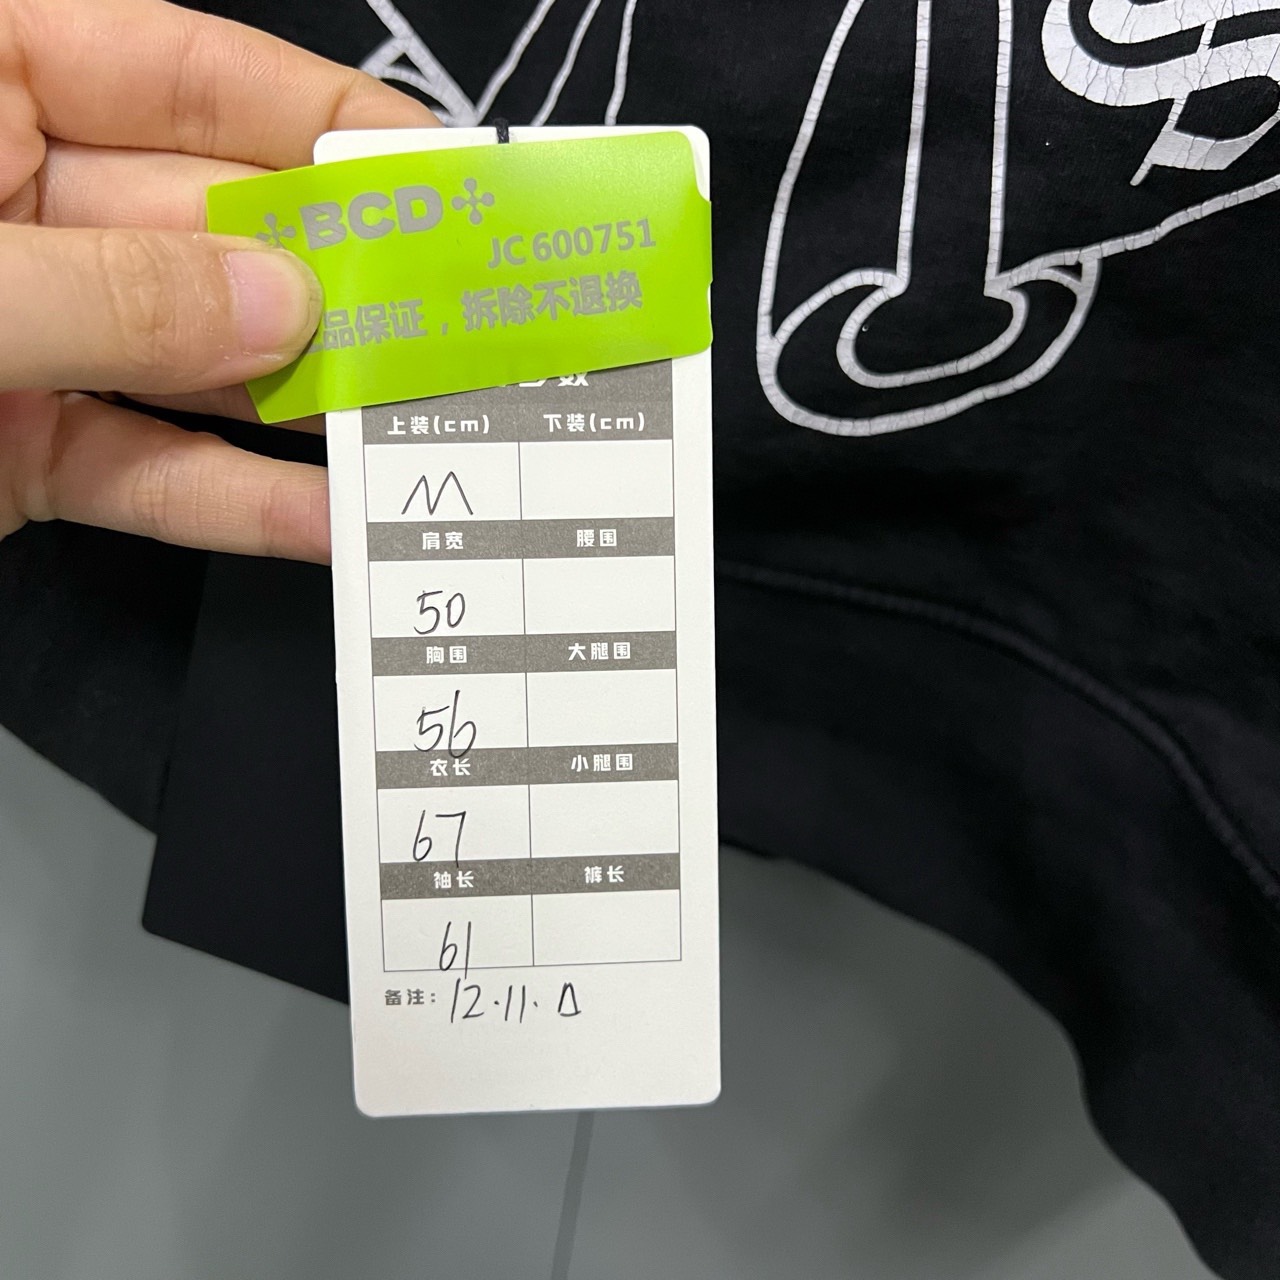 BCD
JC 600751
品保证，拆除不退换
数
上装(cm) 下装(cm)
M
肩宽 腰围
50
胸围 大腿围
56
衣长 小腿围
67
袖长 裤长
61
备注: 12.11.